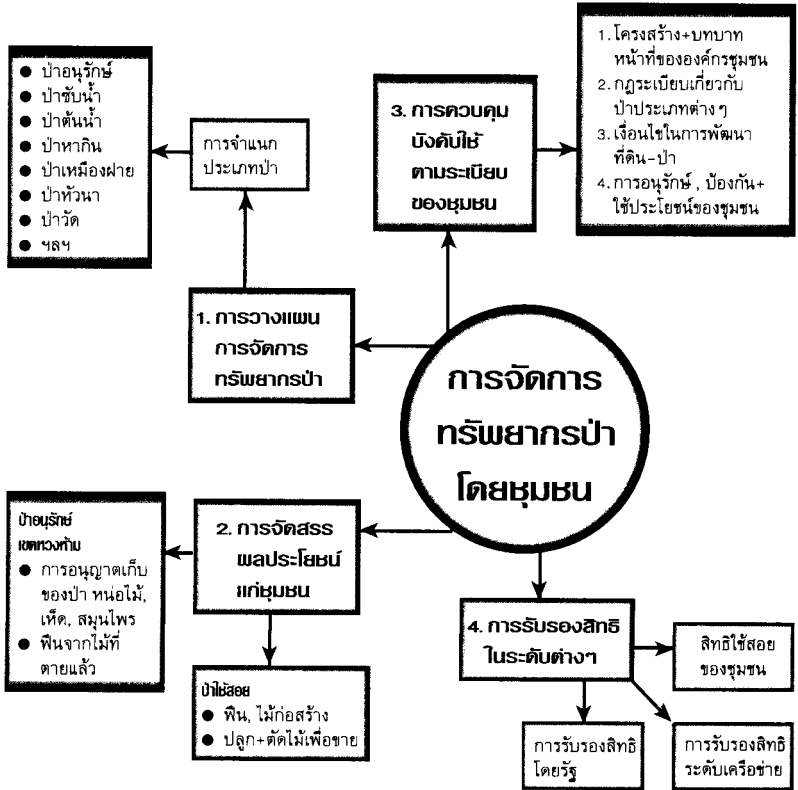 ● ป่าอนุรักษ์
● ป่าซับน้ำ
● ป่าต้นน้ำ
● ป่าหากิน
● ป่าเหมืองฝาย
● ป่าหัวนา
● ป่าวัด
● ฯลฯ
การจำแนก
ประเภทป่า
3. การควบคุม
บังคับใช้
ตามระเบียบ
ของชุมชน
1. โครงสร้าง+บทบาท
หน้าที่ขององค์กรชุมชน
2. กฎระเบียบเกี่ยวกับ
ป่าประเภทต่าง ๆ
3. เงื่อนไขในการพัฒนา
ที่ดิน-ป่า
4. การอนุรักษ์ , ป้องกัน+
ใช้ประโยชน์ของชุมชน
1. การวางแผน
การจัดการ
ทรัพยากรป่า
การจัดการ
ทรัพยากรป่า
โดยชุมชน
ป่าอนุรักษ์
เขตหวงห้าม
● การอนุญาตเก็บ
ของป่า หน่อไม้,
เห็ด, สมุนไพร
● ฟืนจากไม้ที่
ตายแล้ว
2. การจัดสรร
ผลประโยชน์
แก่ชุมชน
ป่าใช้สอย
● ฟืน, ไม้ก่อสร้าง
● ปลูก+ตัดไม้เพื่อขาย
4. การรับรองสิทธิ
ในระดับต่างๆ
สิทธิใช้สอย
ของชุมชน
การรับรองสิทธิ
โดยรัฐ
การรับรองสิทธิ
ระดับเครือข่าย